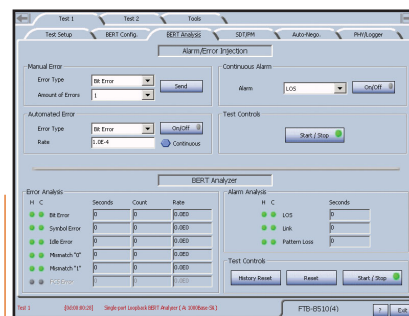 Test 1 Test 2 Tools
Test Setup BERT Config. BERT Analysis SDT/PM Auto-Nego. PHY/Logger
Alarm/Error Injection
Manual Error
Error Type Bit Error
Amount of Errors 1
Send
Continuous Alarm
Alarm LOS On/Off
Automated Error
Error Type Bit Error On/Off
Rate 1.0E-4 Continuous
Test Controls
Start / Stop
BERT Analyzer
Error Analysis
H C Seconds Count Rate
Bit Error 0 0 0.0E0
Symbol Error 0 0 0.0E0
Idle Error 0 0 0.0E0
Mismatch "0" 0 0 0.0E0
Mismatch "1" 0 0 0.0E0
FCS Error 0 0 0.0E0
Alarm Analysis
H C Seconds
LOS 0
Link 0
Pattern Loss 0
Test Controls
History Reset Reset Start / Stop
Test 1 [00:00:00:20] Single port Loopback BERT Analyzer ( A: 1000Base-SX ) FTB-8510(4) ? Exit